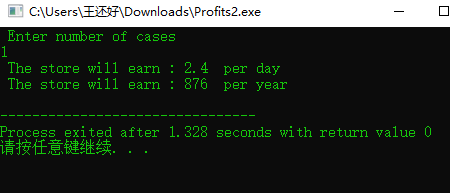 C:\Users\王还好\Downloads\Profits2.exe
Enter number of cases
1
The store will earn : 2.4  per day
The store will earn : 876  per year
--------------------------------
Process exited after 1.328 seconds with return value 0
请按任意键继续. . .